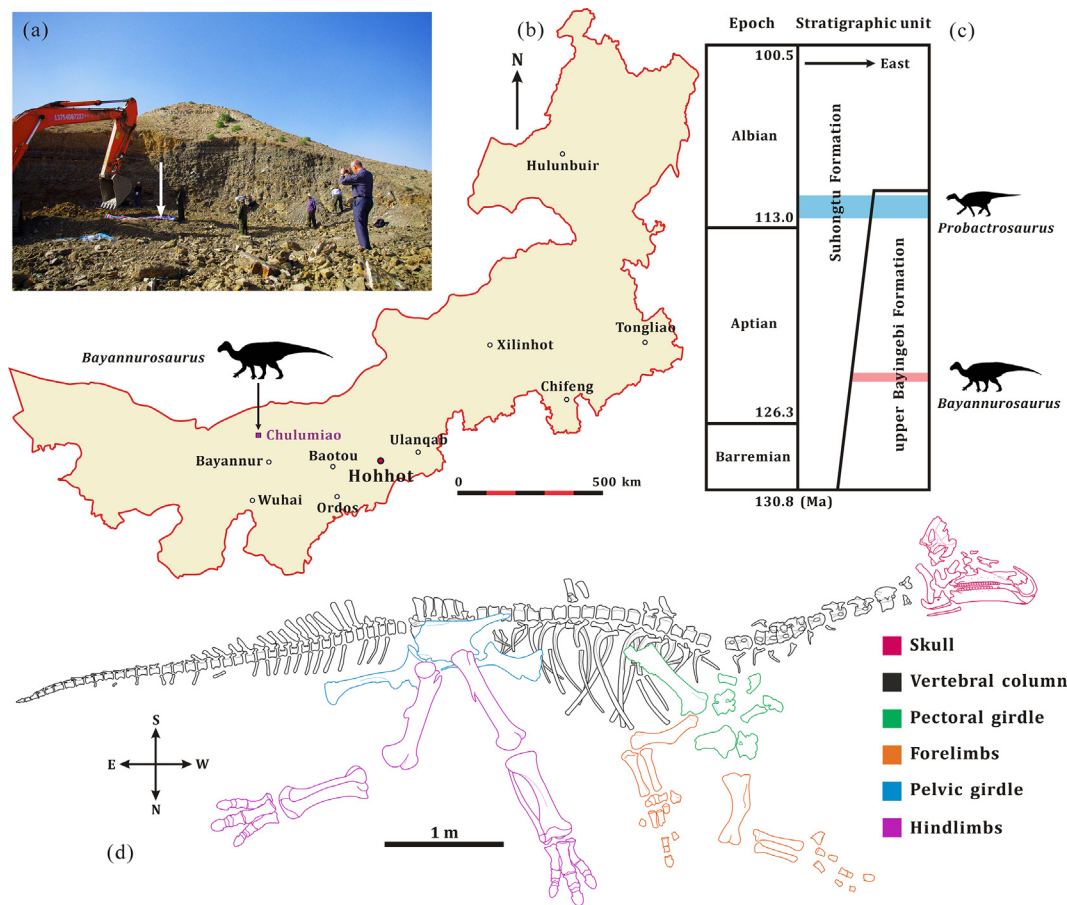 (a)
(b)
N
Hulunbuir
Xilinhot
Tongliao
Chifeng
Bayannurosaurus
Chulumiao
Bayannur
Baotou
Ulanqab
Hohhot
Wuhai
Ordos
0 500 km
Epoch Stratigraphic unit (c)
100.5
East
Albian
113.0
Aptian
126.3
Barremian
130.8 (Ma)
Suhongtu Formation
upper Bayingebi Formation
Probactrosaurus
Bayannurosaurus
Skull
Vertebral column
Pectoral girdle
Forelimbs
Pelvic girdle
Hindlimbs
S
E W
N
1 m
(d)